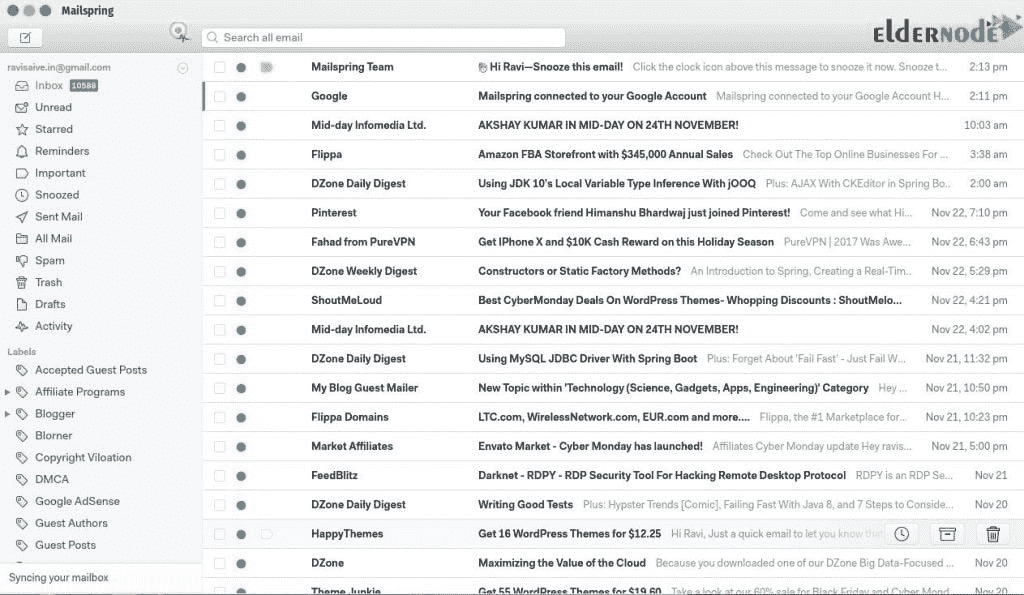 Mailspring
Search all email
ELDERNODE
ravisaive.in@gmail.com
Inbox 10588
Unread
Starred
Reminders
Important
Snoozed
Sent Mail
All Mail
Spam
Trash
Drafts
Activity
Labels
Accepted Guest Posts
Affiliate Programs
Blogger
Blorner
Copyright Viloation
DMCA
Google AdSense
Guest Authors
Guest Posts
Syncing your mailbox
Mailspring Team Hi Ravi—Snooze this email! Click the clock icon above this message to snooze it now. Snooze t... 2:13 pm
Google Mailspring connected to your Google Account Mailspring connected to your Google Account H... 2:11 pm
Mid-day Infomedia Ltd. AKSHAY KUMAR IN MID-DAY ON 24TH NOVEMBER! 10:03 am
Flippa Amazon FBA Storefront with $345,000 Annual Sales Check Out The Top Online Businesses For ... 3:38 am
DZone Daily Digest Using JDK 10's Local Variable Type Inference With jOOQ Plus: AJAX With CKEditor in Spring Bo.. 2:00 am
Pinterest Your Facebook friend Himanshu Bhardwaj just joined Pinterest! Come and see what Hi... Nov 22, 7:10 pm
Fahad from PureVPN Get IPhone X and $10K Cash Reward on this Holiday Season PureVPN | 2017 Was Awe... Nov 22, 6:43 pm
DZone Weekly Digest Constructors or Static Factory Methods? An Introduction to Spring, Creating a Real-Tim.. Nov 22, 5:29 pm
ShoutMeLoud Best CyberMonday Deals On WordPress Themes- Whopping Discounts : ShoutMelo... Nov 22, 4:21 pm
Mid-day Infomedia Ltd. AKSHAY KUMAR IN MID-DAY ON 24TH NOVEMBER! Nov 22, 4:02 pm
DZone Daily Digest Using MySQL JDBC Driver With Spring Boot Plus: Forget About 'Fail Fast' - Just Fail W... Nov 21, 11:32 pm
My Blog Guest Mailer New Topic within 'Technology (Science, Gadgets, Apps, Engineering)' Category Hey ... Nov 21, 10:50 pm
Flippa Domains LTC.com, WirelessNetwork.com, EUR.com and more.... Flippa, the #1 Marketplace for... Nov 21, 10:23 pm
Market Affiliates Envato Market - Cyber Monday has launched! Affiliates Cyber Monday update Hey ravis... Nov 21, 5:00 pm
FeedBlitz Darknet - RDPY - RDP Security Tool For Hacking Remote Desktop Protocol RDPY is an RDP Se... Nov 21
DZone Daily Digest Writing Good Tests Plus: Hypster Trends [Comic], Failing Fast With Java 8, and 7 Steps to Conside... Nov 20
HappyThemes Get 16 WordPress Themes for $12.25 Hi Ravi, Just a quick email to let you know tha
DZone Maximizing the Value of the Cloud Because you downloaded one of our DZone Big Data-Focused ... Nov 20
Theme Junkie Get 55 WordPress Themes for $19.60 Take a look at our 60% sale for Black Friday and Cyber Mond... Nov 20